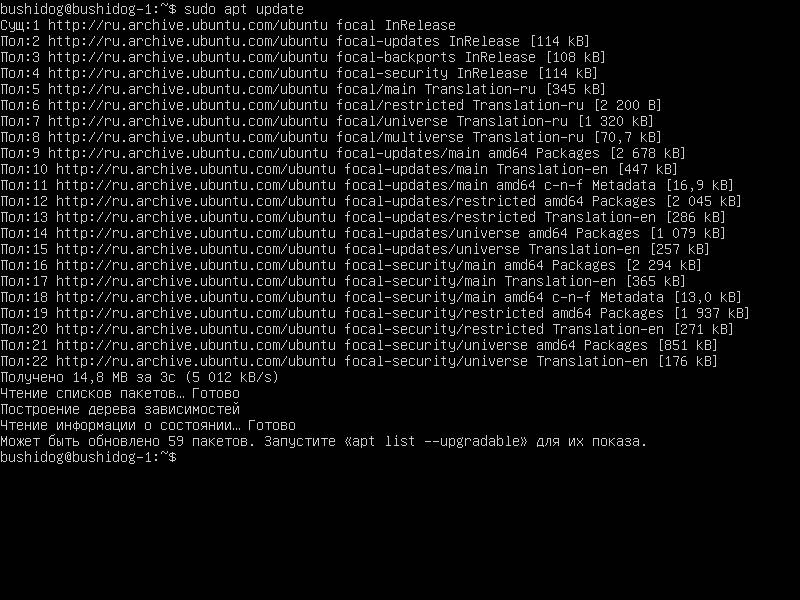 bushidog@bushidog-1:~$ sudo apt update
Сущ:1 http://ru.archive.ubuntu.com/ubuntu focal InRelease
Пол:2 http://ru.archive.ubuntu.com/ubuntu focal-updates InRelease [114 kB]
Пол:3 http://ru.archive.ubuntu.com/ubuntu focal-backports InRelease [108 kB]
Пол:4 http://ru.archive.ubuntu.com/ubuntu focal-security InRelease [114 kB]
Пол:5 http://ru.archive.ubuntu.com/ubuntu focal/main Translation-ru [345 kB]
Пол:6 http://ru.archive.ubuntu.com/ubuntu focal/restricted Translation-ru [2 200 B]
Пол:7 http://ru.archive.ubuntu.com/ubuntu focal/universe Translation-ru [1 320 kB]
Пол:8 http://ru.archive.ubuntu.com/ubuntu focal/multiverse Translation-ru [70,7 kB]
Пол:9 http://ru.archive.ubuntu.com/ubuntu focal-updates/main amd64 Packages [2 678 kB]
Пол:10 http://ru.archive.ubuntu.com/ubuntu focal-updates/main Translation-en [447 kB]
Пол:11 http://ru.archive.ubuntu.com/ubuntu focal-updates/main amd64 c-n-f Metadata [16,9 kB]
Пол:12 http://ru.archive.ubuntu.com/ubuntu focal-updates/restricted amd64 Packages [2 045 kB]
Пол:13 http://ru.archive.ubuntu.com/ubuntu focal-updates/restricted Translation-en [286 kB]
Пол:14 http://ru.archive.ubuntu.com/ubuntu focal-updates/universe amd64 Packages [1 079 kB]
Пол:15 http://ru.archive.ubuntu.com/ubuntu focal-updates/universe Translation-en [257 kB]
Пол:16 http://ru.archive.ubuntu.com/ubuntu focal-security/main amd64 Packages [2 294 kB]
Пол:17 http://ru.archive.ubuntu.com/ubuntu focal-security/main Translation-en [365 kB]
Пол:18 http://ru.archive.ubuntu.com/ubuntu focal-security/main amd64 c-n-f Metadata [13,0 kB]
Пол:19 http://ru.archive.ubuntu.com/ubuntu focal-security/restricted amd64 Packages [1 937 kB]
Пол:20 http://ru.archive.ubuntu.com/ubuntu focal-security/restricted Translation-en [271 kB]
Пол:21 http://ru.archive.ubuntu.com/ubuntu focal-security/universe amd64 Packages [851 kB]
Пол:22 http://ru.archive.ubuntu.com/ubuntu focal-security/universe Translation-en [176 kB]
Получено 14,8 MB за 3с (5 012 kB/s)
Чтение списков пакетов… Готово
Построение дерева зависимостей
Чтение информации о состоянии… Готово
Может быть обновлено 59 пакетов. Запустите «apt list --upgradable» для их показа.
bushidog@bushidog-1:~$